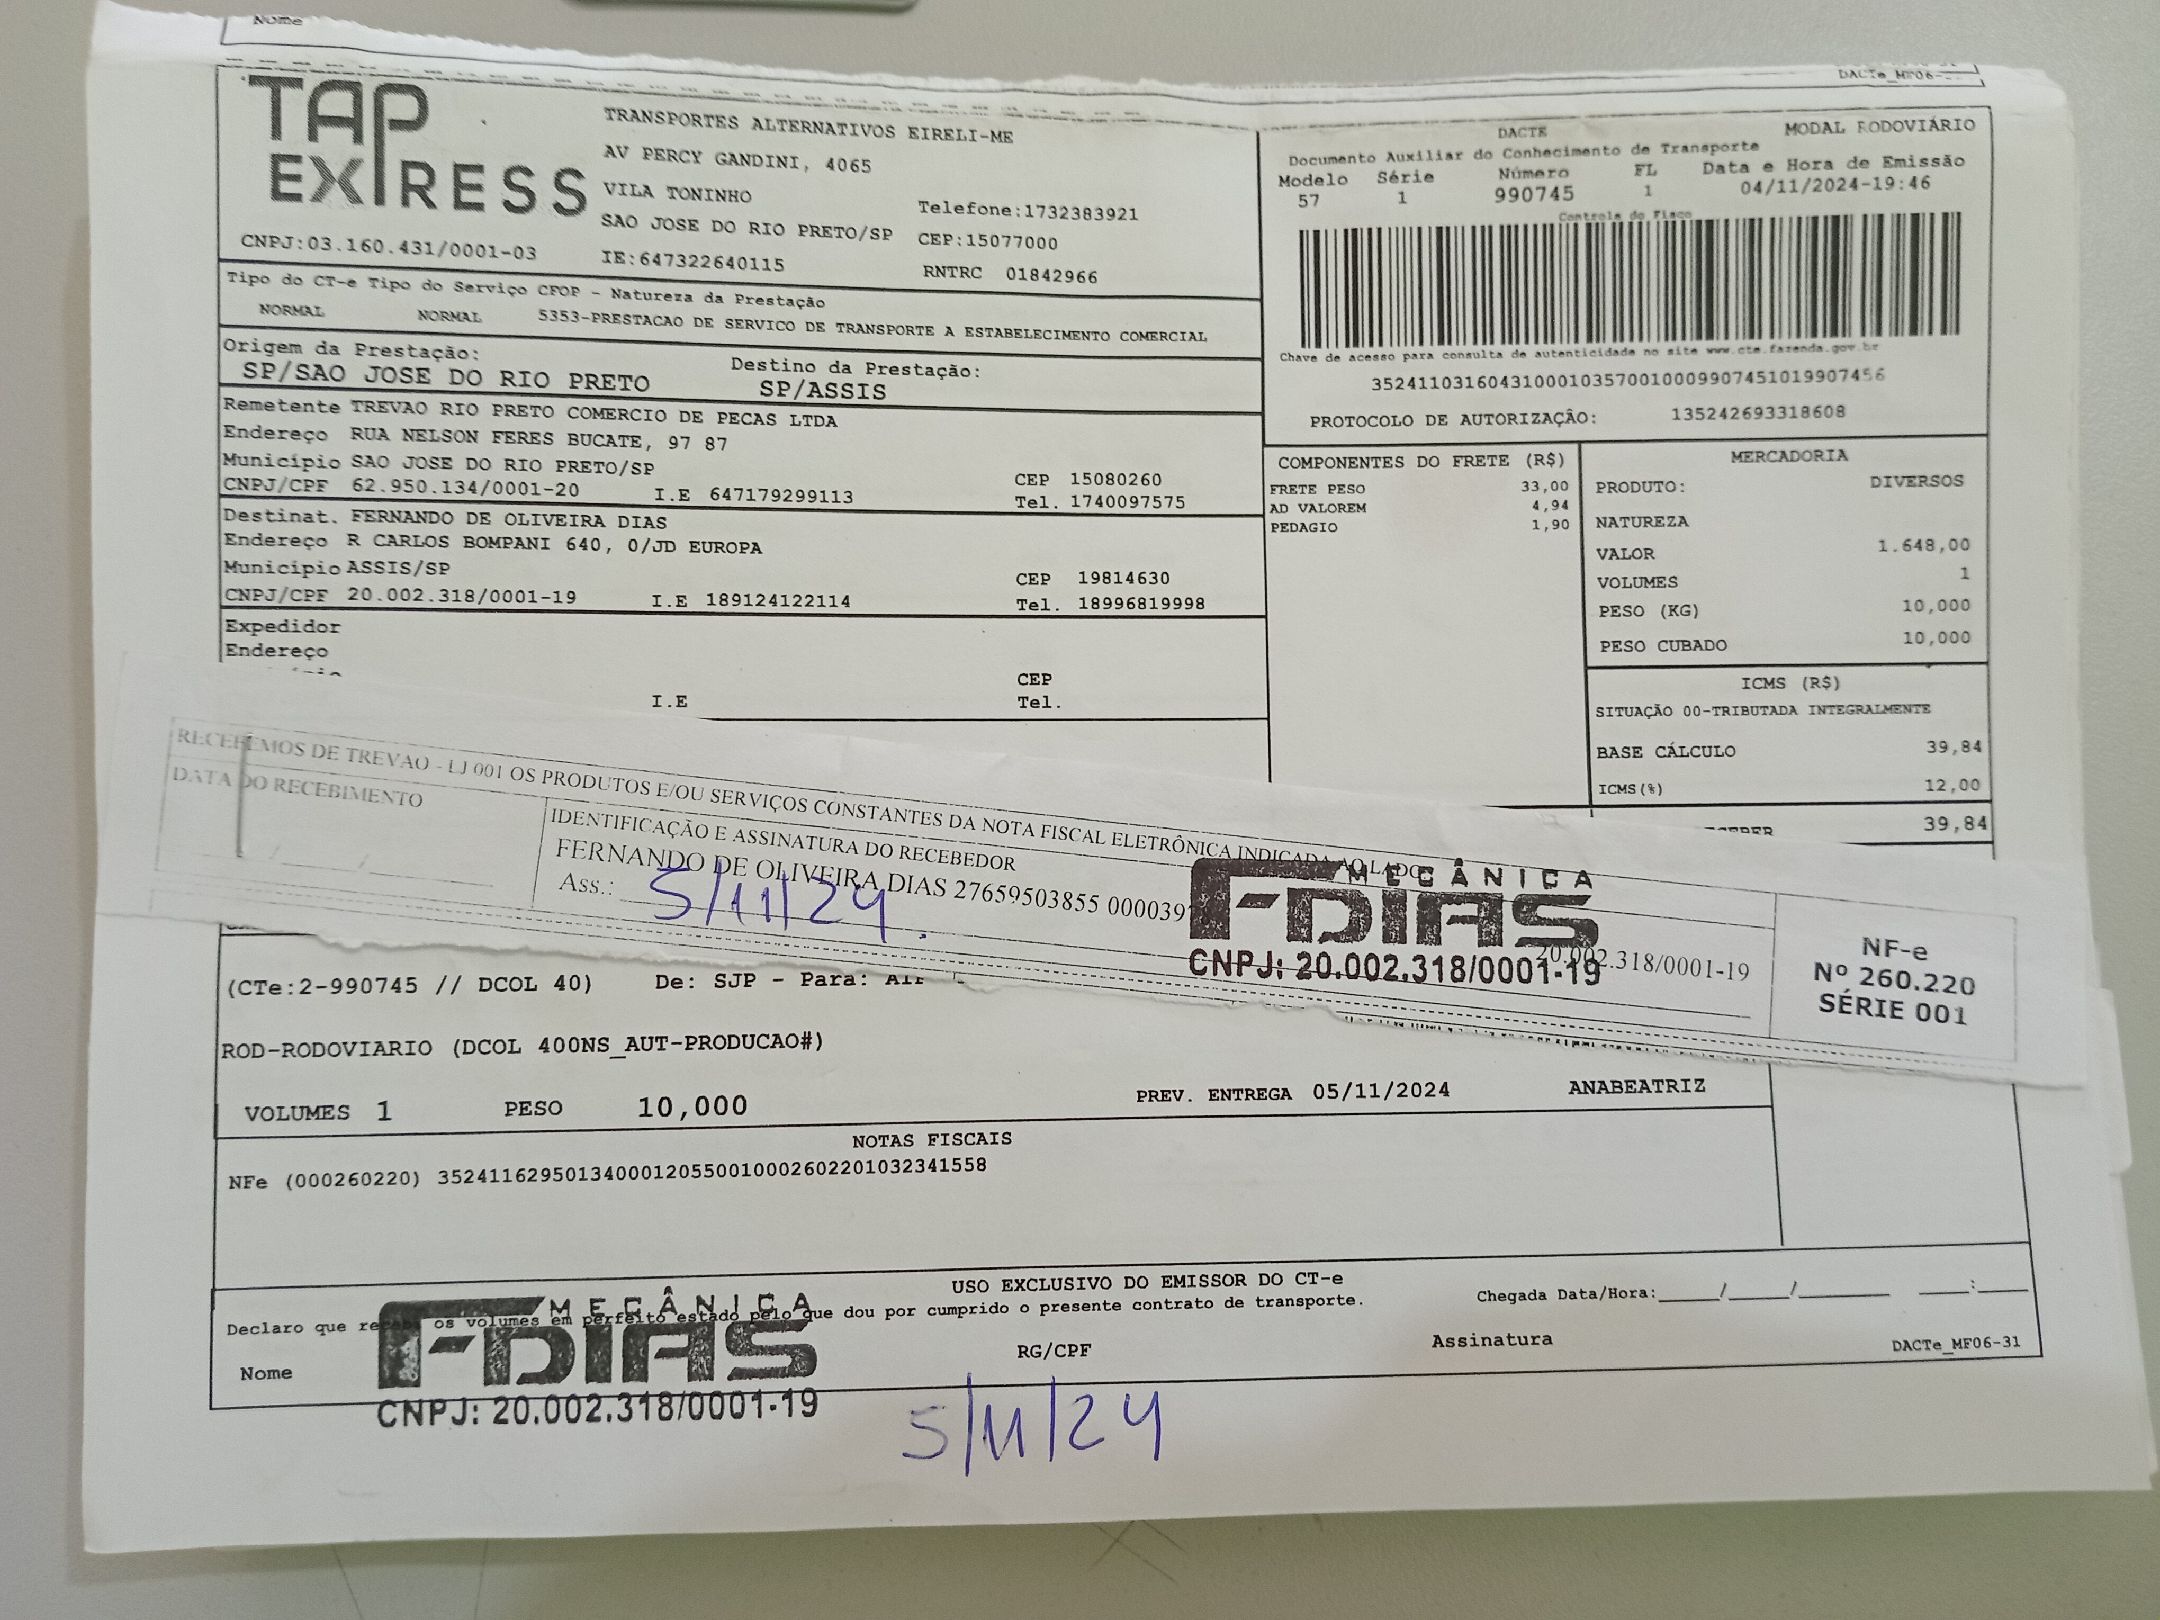 Nome
DACTe_MF06-
TAP EXPRESS
CNPJ:03.160.431/0001-03
TRANSPORTES ALTERNATIVOS EIRELI-ME
AV PERCY GANDINI, 4065
VILA TONINHO
Telefone:1732383921
SAO JOSE DO RIO PRETO/SP CEP:15077000
IE:647322640115 RNTRC 01842966
DACTE MODAL RODOVIÁRIO
Documento Auxiliar do Conhecimento de Transporte
Modelo Série Número FL Data e Hora de Emissão
57 1 990745 1 04/11/2024-19:46
Controle do Fisco
Chave de acesso para consulta de autenticidade no site www.cte.fazenda.gov.br
35241103160431000103570010009907451019907456
PROTOCOLO DE AUTORIZAÇÂO: 135242693318608
Tipo do CT-e Tipo do Serviço CFOP - Natureza da Prestação
NORMAL NORMAL 5353-PRESTACAO DE SERVICO DE TRANSPORTE A ESTABELECIMENTO COMERCIAL
Origem da Prestação: Destino da Prestação:
SP/SAO JOSE DO RIO PRETO SP/ASSIS
Remetente TREVAO RIO PRETO COMERCIO DE PECAS LTDA
Endereço RUA NELSON FERES BUCATE, 97 87
Município SAO JOSE DO RIO PRETO/SP CEP 15080260
CNPJ/CPF 62.950.134/0001-20 I.E 647179299113 Tel. 1740097575
Destinat. FERNANDO DE OLIVEIRA DIAS
Endereço R CARLOS BOMPANI 640, 0/JD EUROPA
Município ASSIS/SP CEP 19814630
CNPJ/CPF 20.002.318/0001-19 I.E 189124122114 Tel. 18996819998
Expedidor
Endereço
CEP
I.E Tel.
COMPONENTES DO FRETE (R$)
FRETE PESO 33,00
AD VALOREM 4,94
PEDAGIO 1,90
MERCADORIA
PRODUTO: DIVERSOS
NATUREZA
VALOR 1.648,00
VOLUMES 1
PESO (KG) 10,000
PESO CUBADO 10,000
ICMS (R$)
SITUAÇÃO 00-TRIBUTADA INTEGRALMENTE
BASE CÁLCULO 39,84
ICMS(%) 12,00
39,84
RECEBEMOS DE TREVAO - LJ 001 OS PRODUTOS E/OU SERVIÇOS CONSTANTES DA NOTA FISCAL ELETRÔNICA INDICADA AO LADO
DATA DO RECEBIMENTO
IDENTIFICAÇÃO E ASSINATURA DO RECEBEDOR
FERNANDO DE OLIVEIRA DIAS 27659503855 000039
20.002.318/0001-19
Ass.:
5/11/24
MECÂNICA
FDIAS
CNPJ: 20.002.318/0001-19
NF-e
Nº 260.220
SÉRIE 001
(CTe:2-990745 // DCOL 40) De: SJP - Para:
ROD-RODOVIARIO (DCOL 400NS_AUT-PRODUCAO#)
VOLUMES 1 PESO 10,000 PREV. ENTREGA 05/11/2024 ANABEATRIZ
NOTAS FISCAIS
NFe (000260220) 35241162950134000120550010002602201032341558
USO EXCLUSIVO DO EMISSOR DO CT-e
Declaro que recebi os volumes em perfeito estado pelo que dou por cumprido o presente contrato de transporte.
Chegada Data/Hora:_____/_____/_________ ____:____
Nome RG/CPF Assinatura DACTe_MF06-31
MECÂNICA
FDIAS
CNPJ: 20.002.318/0001-19
5/11/24